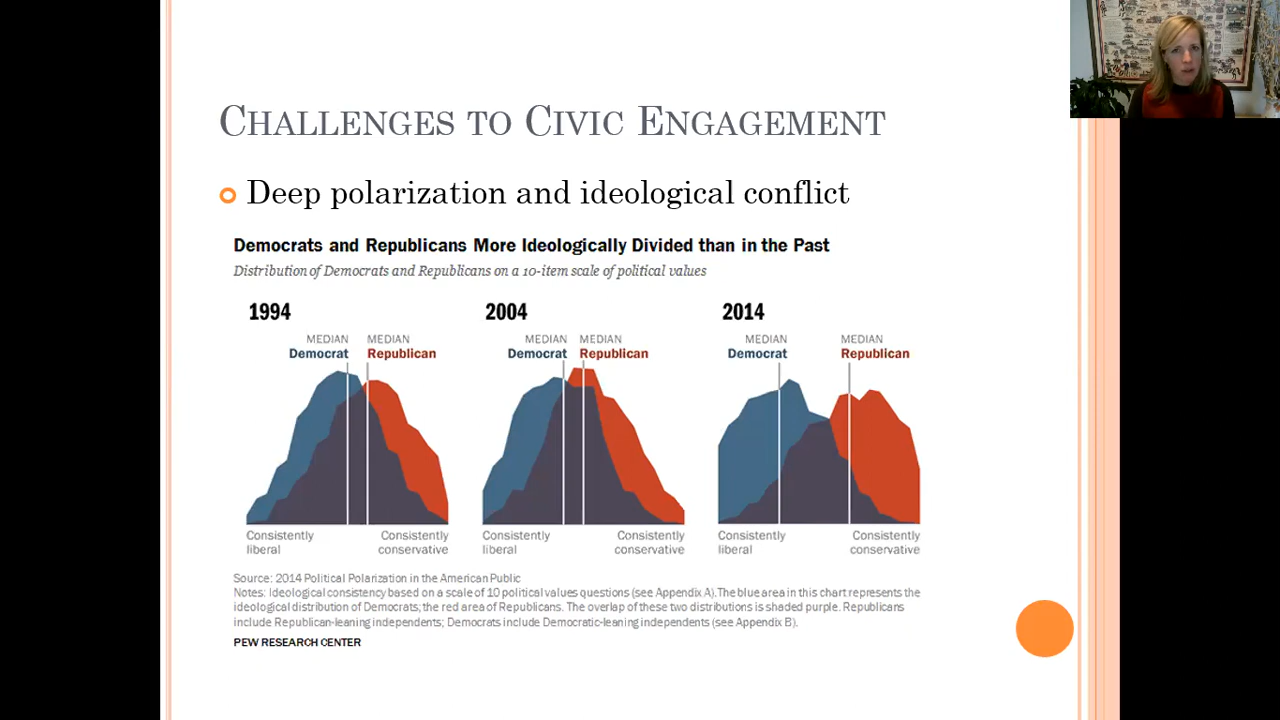 CHALLENGES TO CIVIC ENGAGEMENT
Deep polarization and ideological conflict
Democrats and Republicans More Ideologically Divided than in the Past
Distribution of Democrats and Republicans on a 10-item scale of political values
1994
MEDIAN MEDIAN
Democrat Republican
Consistently Consistently
liberal conservative
2004
MEDIAN MEDIAN
Democrat Republican
Consistently Consistently
liberal conservative
2014
MEDIAN MEDIAN
Democrat Republican
Consistently Consistently
liberal conservative
Source: 2014 Political Polarization in the American Public
Notes: Ideological consistency based on a scale of 10 political values questions (see Appendix A).The blue area in this chart represents the
ideological distribution of Democrats; the red area of Republicans. The overlap of these two distributions is shaded purple. Republicans
include Republican-leaning independents; Democrats include Democratic-leaning independents (see Appendix B).
PEW RESEARCH CENTER